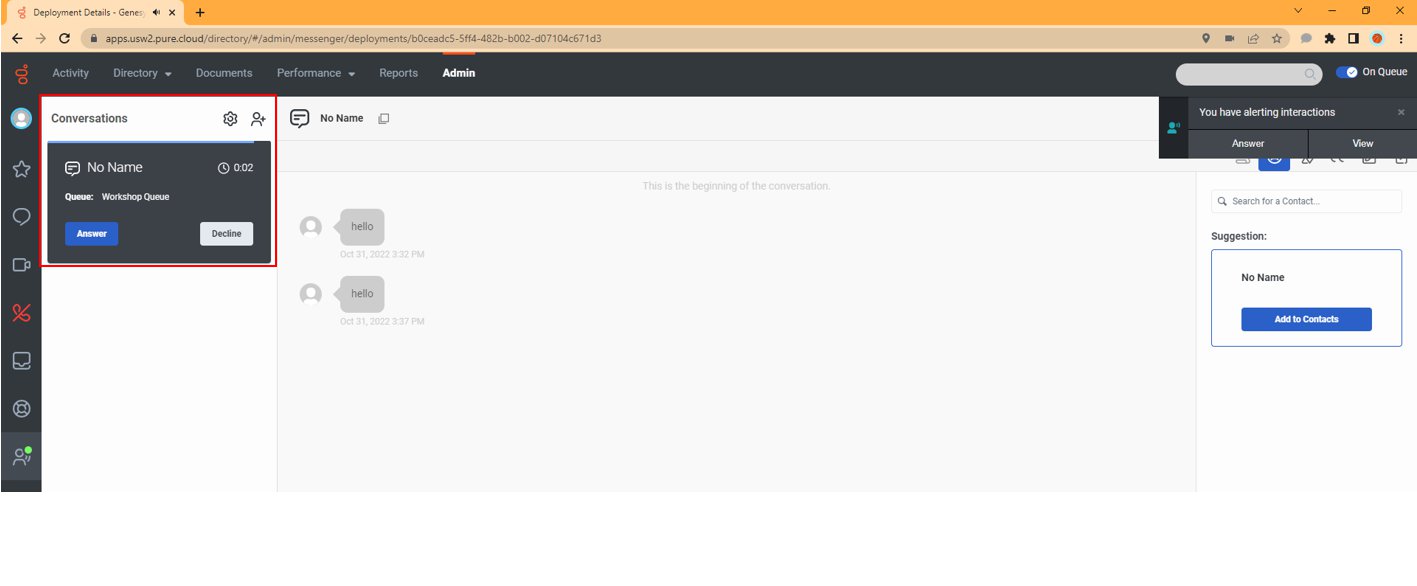 Deployment Details - Genesy
apps.usw2.pure.cloud/directory/#/admin/messenger/deployments/b0ceadc5-5ff4-482b-b002-d07104c671d3
Activity Directory Documents Performance Reports Admin On Queue
Conversations
No Name
You have alerting interactions
Answer View
No Name 0:02
Queue: Workshop Queue
Answer Decline
This is the beginning of the conversation.
hello
Oct 31, 2022 3:32 PM
hello
Oct 31, 2022 3:37 PM
Search for a Contact...
Suggestion:
No Name
Add to Contacts